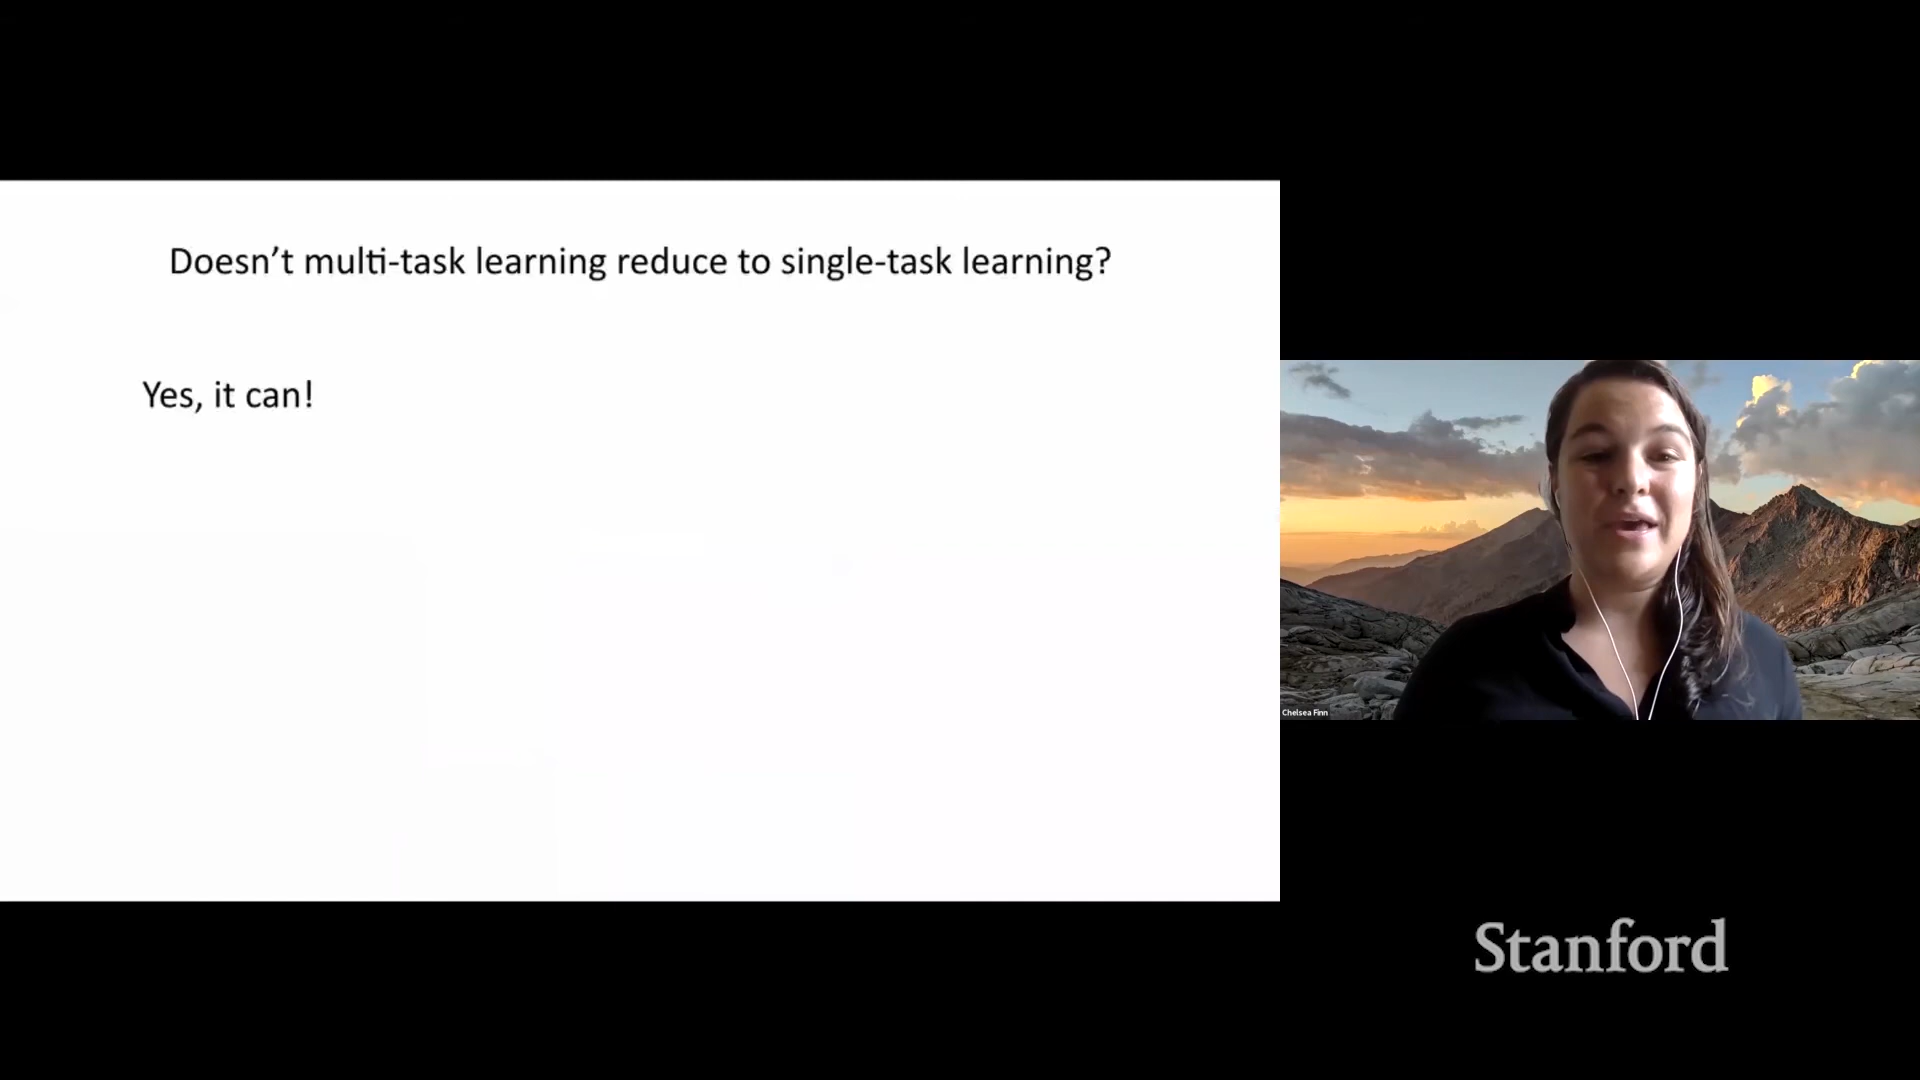 Doesn’t multi-task learning reduce to single-task learning?
Yes, it can!
Chelsea Finn
Stanford